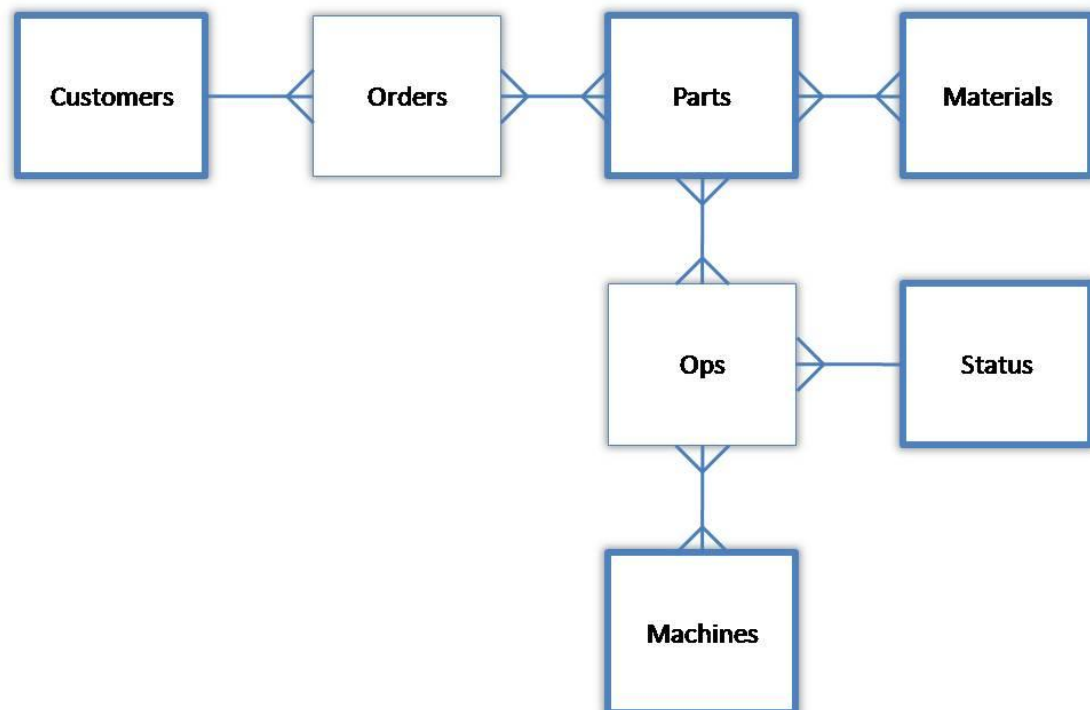 Customers
Orders
Parts
Materials
Ops
Status
Machines